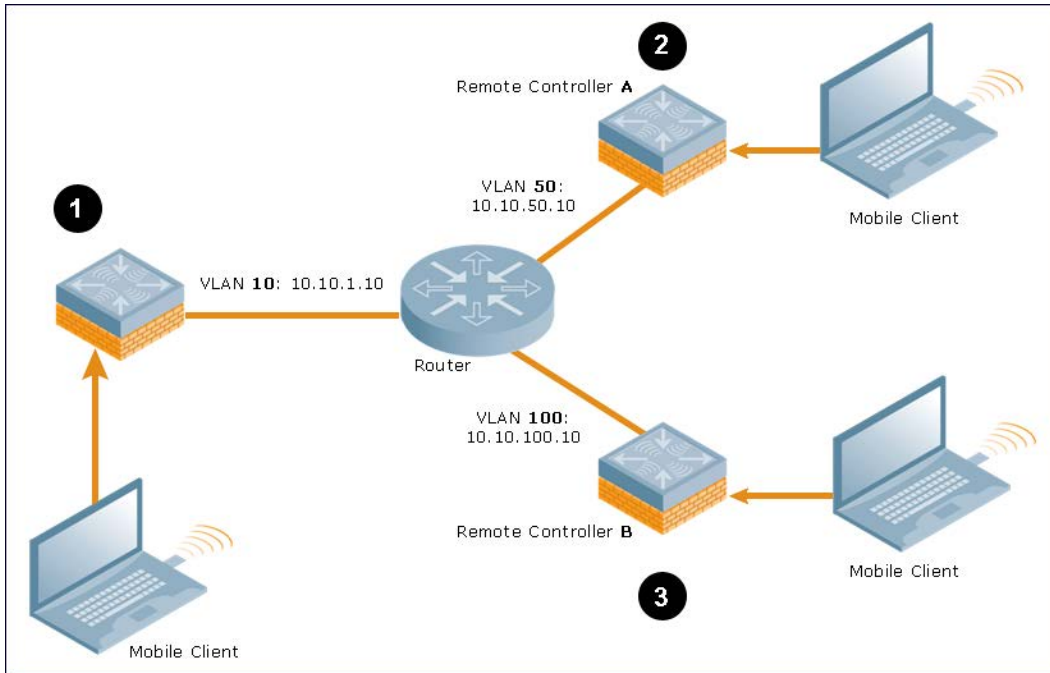 2
Remote Controller A
VLAN 50:
10.10.50.10
Mobile Client
1
VLAN 10: 10.10.1.10
Router
VLAN 100:
10.10.100.10
Remote Controller B
Mobile Client
3
Mobile Client